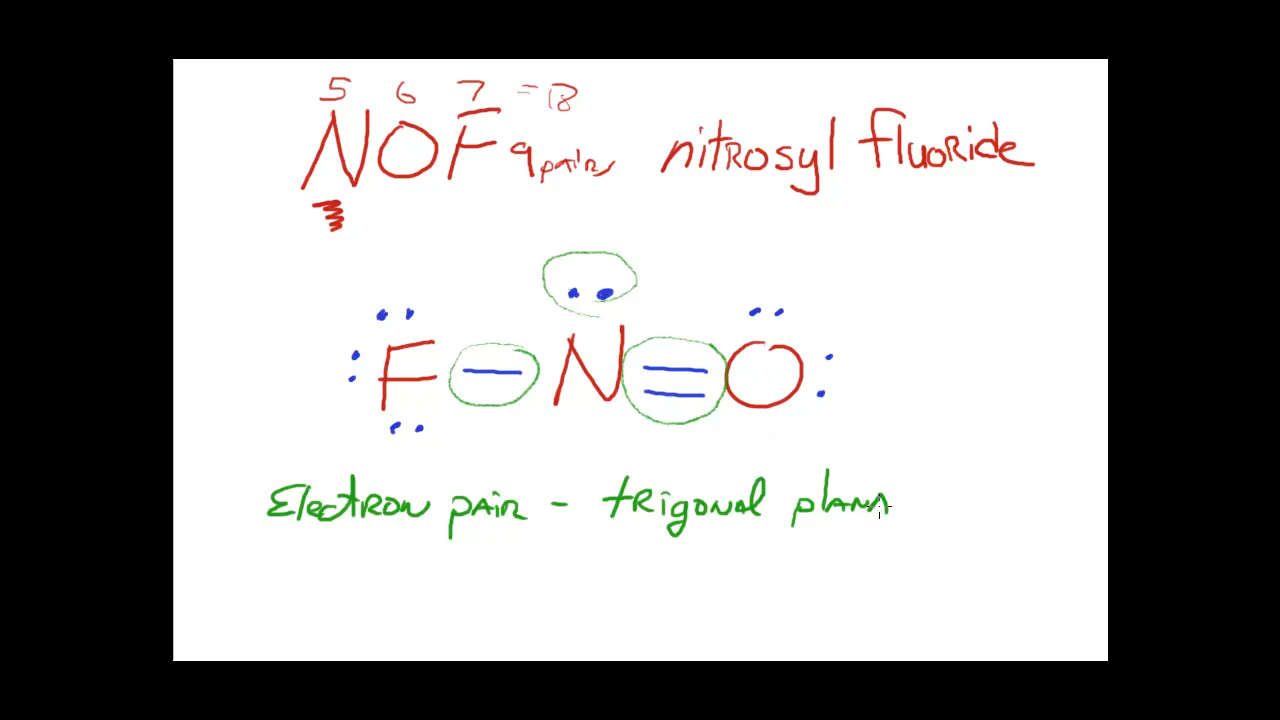 5 6 7 = 18
NOF 9 pairs nitrosyl fluoride
F - N = O
Electron pair - trigonal plana